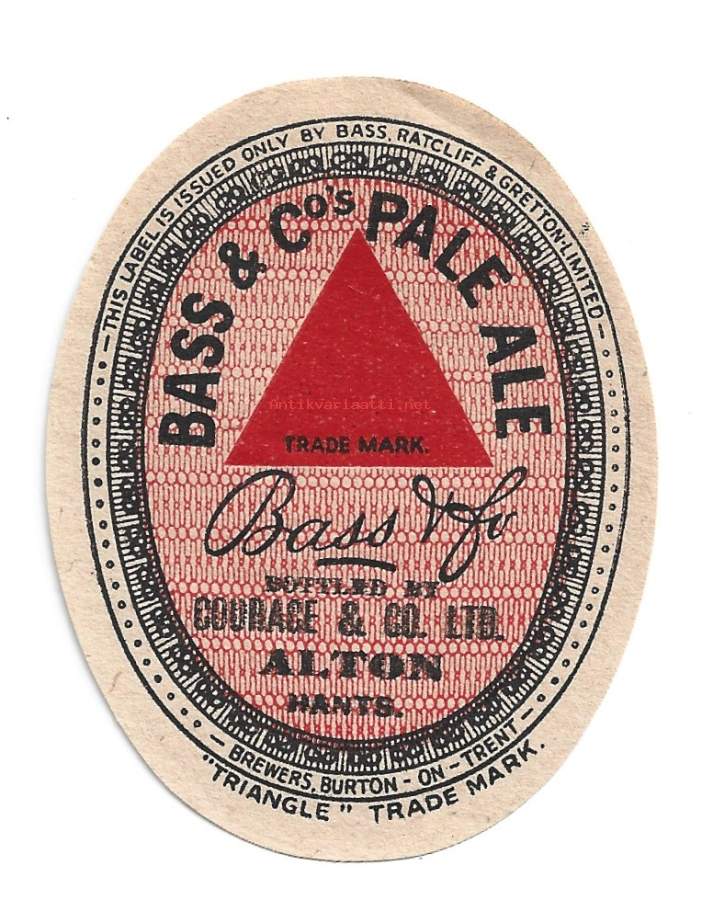 —THIS LABEL IS ISSUED ONLY BY BASS, RATCLIFF & GRETTON·LIMITED—
BASS & Co's PALE ALE
Antikvariaatti.net
TRADE MARK.
Bass & Co
BOTTLED BY
COURAGE & CO. LTD.
ALTON
HANTS.
—BREWERS, BURTON-ON-TRENT—
"TRIANGLE" TRADE MARK.